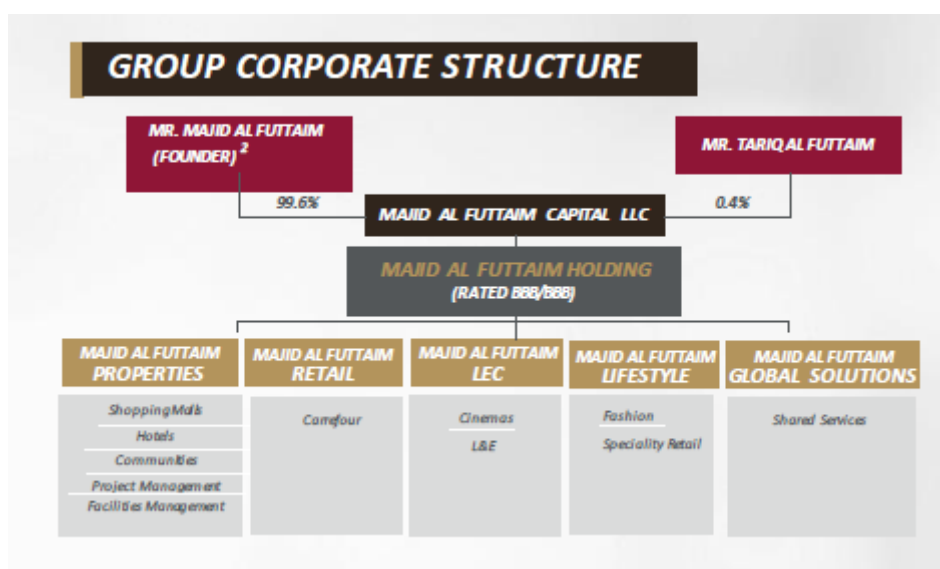 GROUP CORPORATE STRUCTURE
MR. MAJID AL FUTTAIM
(FOUNDER) 2
MR. TARIQ AL FUTTAIM
99.6%
0.4%
MAJID AL FUTTAIM CAPITAL LLC
MAJID AL FUTTAIM HOLDING
(RATED BBB/BBB)
MAJID AL FUTTAIM
PROPERTIES
Shopping Malls
Hotels
Communities
Project Management
Facilities Management
MAJID AL FUTTAIM
RETAIL
Carrefour
MAJID AL FUTTAIM
LEC
Cinemas
L&E
MAJID AL FUTTAIM
LIFESTYLE
Fashion
Speciality Retail
MAJID AL FUTTAIM
GLOBAL SOLUTIONS
Shared Services